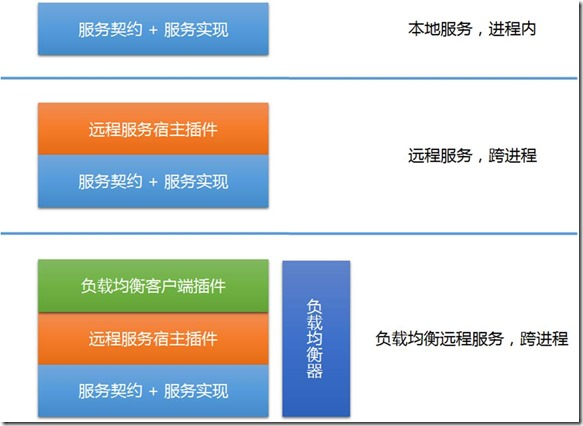 服务契约 + 服务实现
本地服务，进程内
远程服务宿主插件
服务契约 + 服务实现
远程服务，跨进程
负载均衡客户端插件
远程服务宿主插件
服务契约 + 服务实现
负载均衡器
负载均衡远程服务，跨进程